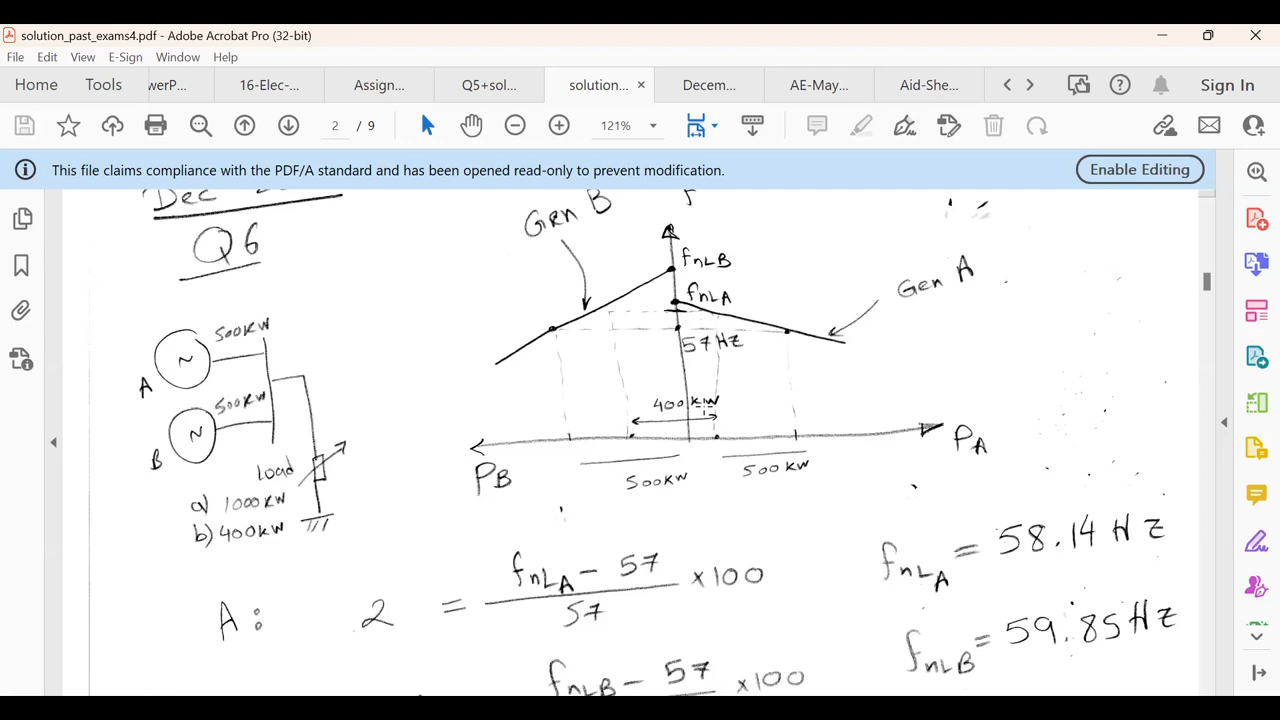 solution_past_exams4.pdf - Adobe Acrobat Pro (32-bit)
File Edit View Window E-Sign Help
Home Tools werP... 16-Elec-... Assign... Q5+sol... solution... × Decem... AE-May... Aid-She... Sign In
2 / 9 121%
This file claims compliance with the PDF/A standard and has been opened read-only to prevent modification. Enable Editing
Dec
Q6
Gen B
f
fnLB
fnLA
Gen A
57 HZ
500KW
A
500KW
B
Load
a) 1000KW
b) 400KW
400 KW
PB
PA
500KW
500 KW
A: 2 = fnLA - 57 / 57 ×100
fnLA = 58.14 HZ
fnLB - 57 ×100
fnLB = 59.85 HZ